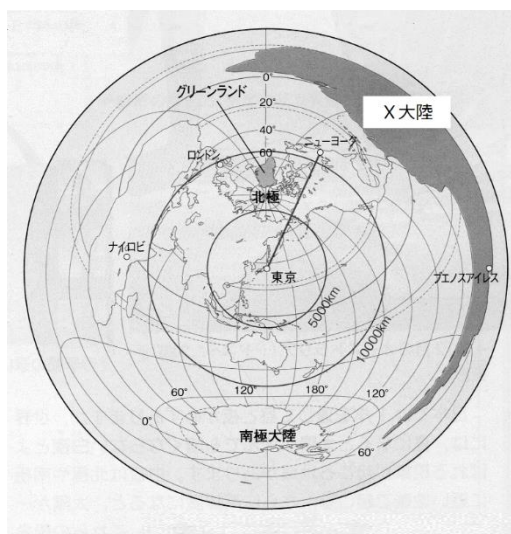 0°
グリーンランド
20°
X大陸
40°
ニューヨーク
ロンドン
60°
北極
ナイロビ
東京
ブエノスアイレス
5000km
10000km
60°
120°
180°
120°
0°
南極大陸
60°